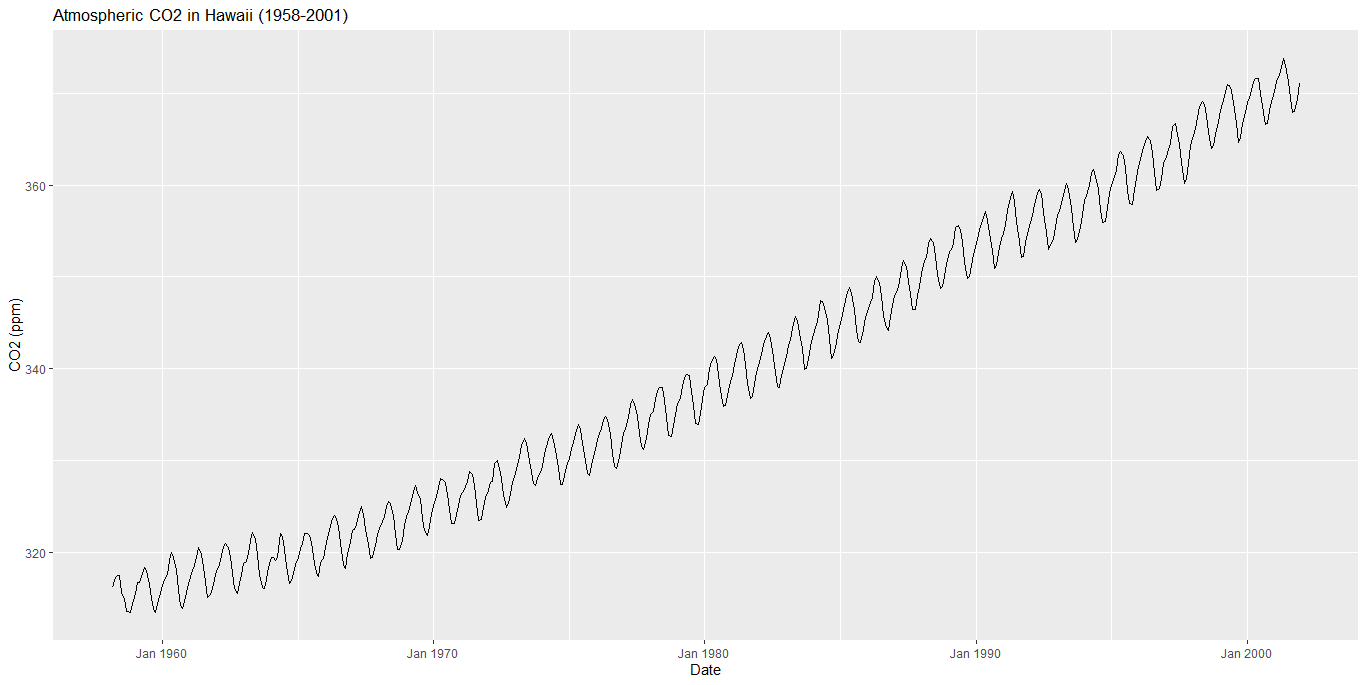 Atmospheric CO2 in Hawaii (1958-2001)
CO2 (ppm)
360
340
320
Jan 1960
Jan 1970
Jan 1980
Jan 1990
Jan 2000
Date